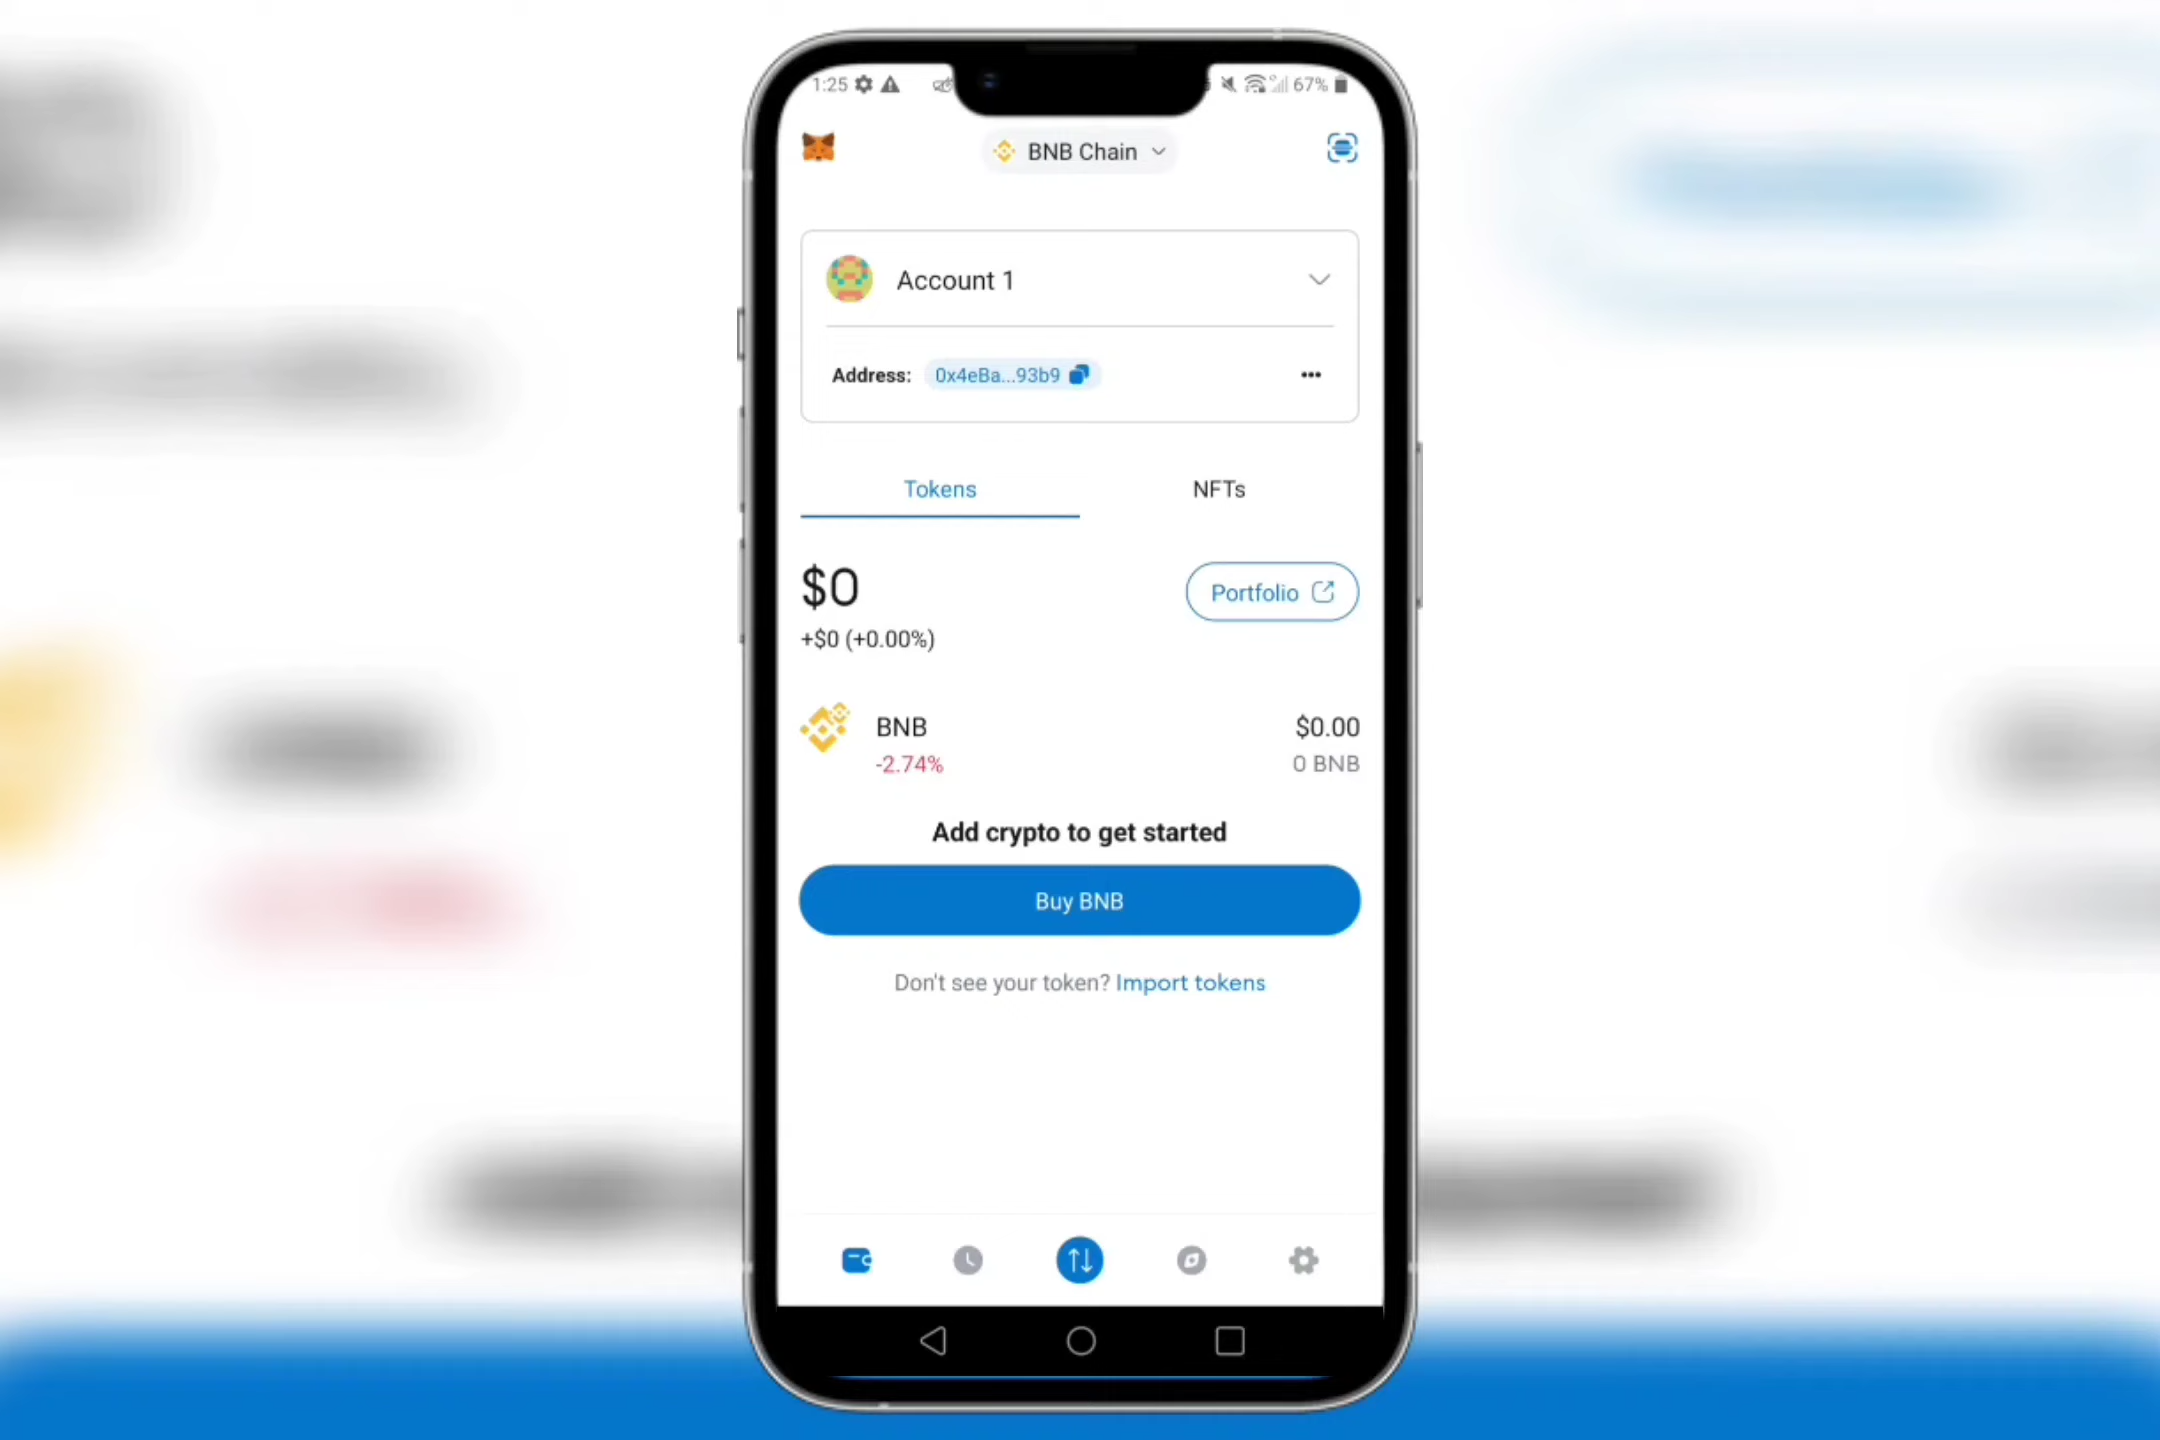 1:25 67%
BNB Chain
Account 1
Address: 0x4eBa...93b9
Tokens NFTs
$0
Portfolio
+$0 (+0.00%)
BNB $0.00
-2.74% 0 BNB
Add crypto to get started
Buy BNB
Don't see your token? Import tokens